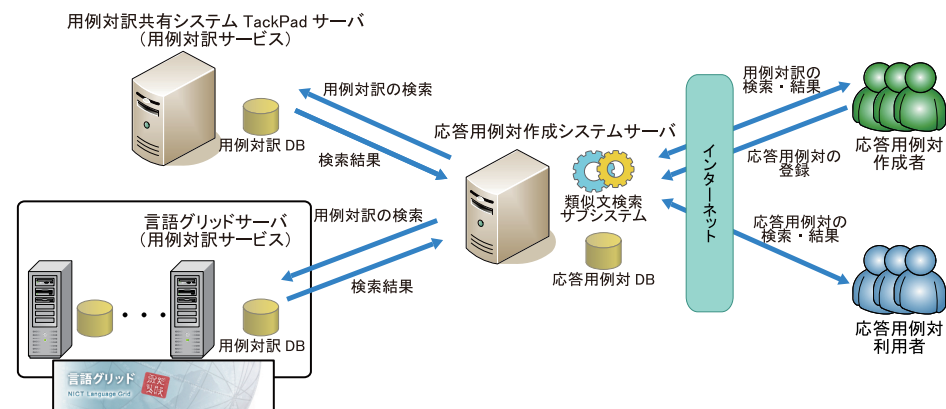 用例対訳共有システム TackPad サーバ
（用例対訳サービス）
用例対訳の検索
用例対訳 DB
検索結果
言語グリッドサーバ
（用例対訳サービス）
用例対訳の検索
検索結果
用例対訳 DB
・・・
言語グリッド
NICT Language Grid
応答用例対作成システムサーバ
類似文検索
サブシステム
応答用例対 DB
インターネット
用例対訳の
検索・結果
応答用例対の
登録
応答用例対の
検索・結果
応答用例対
作成者
応答用例対
利用者